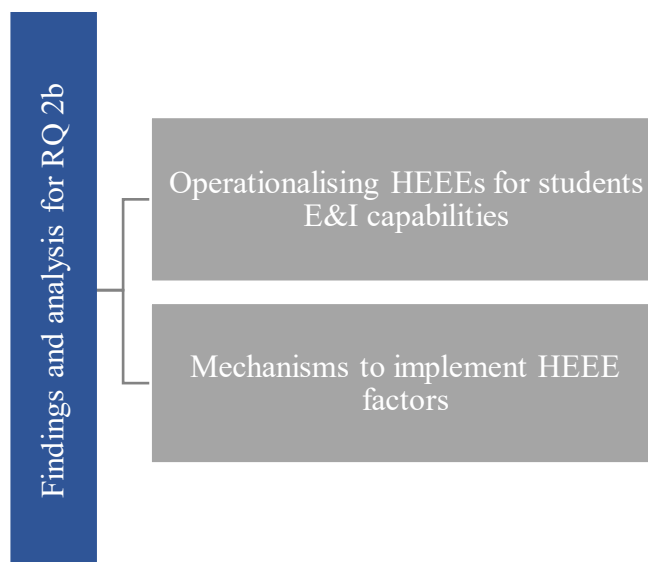 Findings and analysis for RQ 2b
Operationalising HEEEs for students
E&I capabilities
Mechanisms to implement HEEE
factors